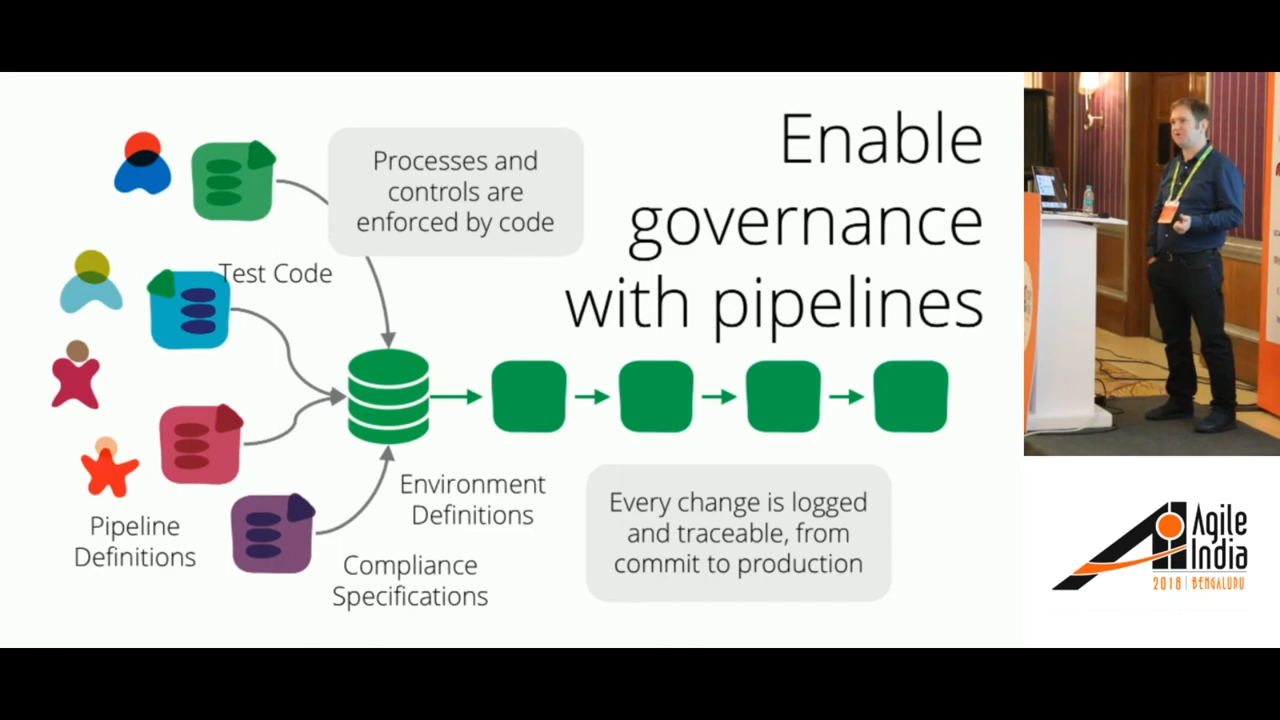 Enable
governance
with pipelines
Processes and
controls are
enforced by code
Test Code
Environment
Definitions
Pipeline
Definitions
Compliance
Specifications
Every change is logged
and traceable, from
commit to production
Agile
India
2018 | BENGALURU